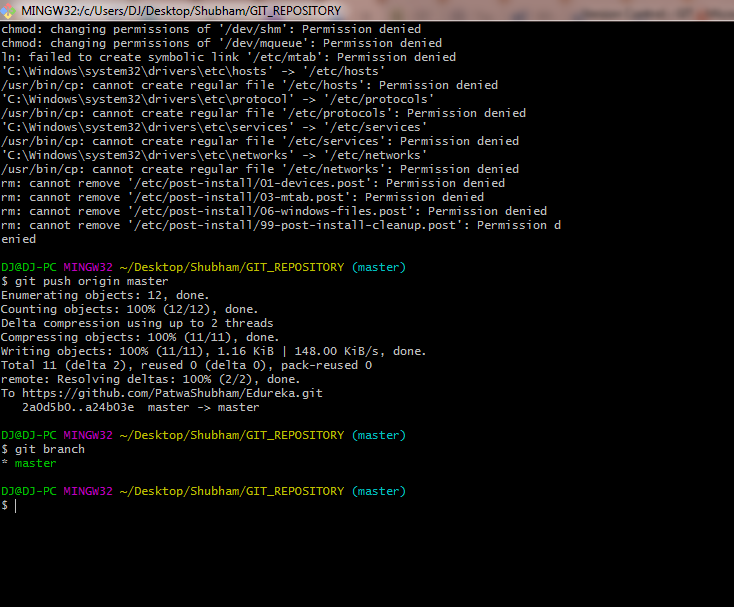 MINGW32:/c/Users/DJ/Desktop/Shubham/GIT_REPOSITORY
chmod: changing permissions of '/dev/shm': Permission denied
chmod: changing permissions of '/dev/mqueue': Permission denied
ln: failed to create symbolic link '/etc/mtab': Permission denied
'C:\Windows\system32\drivers\etc\hosts' -> '/etc/hosts'
/usr/bin/cp: cannot create regular file '/etc/hosts': Permission denied
'C:\Windows\system32\drivers\etc\protocol' -> '/etc/protocols'
/usr/bin/cp: cannot create regular file '/etc/protocols': Permission denied
'C:\Windows\system32\drivers\etc\services' -> '/etc/services'
/usr/bin/cp: cannot create regular file '/etc/services': Permission denied
'C:\Windows\system32\drivers\etc\networks' -> '/etc/networks'
/usr/bin/cp: cannot create regular file '/etc/networks': Permission denied
rm: cannot remove '/etc/post-install/01-devices.post': Permission denied
rm: cannot remove '/etc/post-install/03-mtab.post': Permission denied
rm: cannot remove '/etc/post-install/06-windows-files.post': Permission denied
rm: cannot remove '/etc/post-install/99-post-install-cleanup.post': Permission d
enied
DJ@DJ-PC MINGW32 ~/Desktop/Shubham/GIT_REPOSITORY (master)
$ git push origin master
Enumerating objects: 12, done.
Counting objects: 100% (12/12), done.
Delta compression using up to 2 threads
Compressing objects: 100% (11/11), done.
Writing objects: 100% (11/11), 1.16 KiB | 148.00 KiB/s, done.
Total 11 (delta 2), reused 0 (delta 0), pack-reused 0
remote: Resolving deltas: 100% (2/2), done.
To https://github.com/PatwaShubham/Edureka.git
2a0d5b0..a24b03e  master -> master
DJ@DJ-PC MINGW32 ~/Desktop/Shubham/GIT_REPOSITORY (master)
$ git branch
* master
DJ@DJ-PC MINGW32 ~/Desktop/Shubham/GIT_REPOSITORY (master)
$